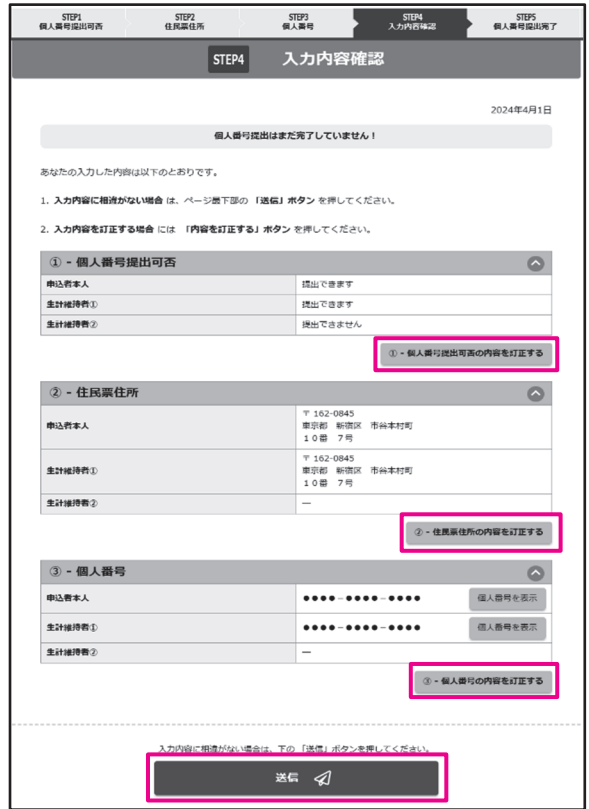 STEP1 STEP2 STEP3 STEP4 STEP5
個人番号提出可否 住民票住所 個人番号 入力内容確認 個人番号提出完了
STEP4 入力内容確認
2024年4月1日
個人番号提出はまだ完了していません！
あなたの入力した内容は以下のとおりです。
1. 入力内容に相違がない場合 は、ページ最下部の 「送信」ボタン を押してください。
2. 入力内容を訂正する場合 には 「内容を訂正する」ボタン を押してください。
① - 個人番号提出可否
申込者本人 提出できます
生計維持者① 提出できます
生計維持者② 提出できません
① - 個人番号提出可否の内容を訂正する
② - 住民票住所
申込者本人 〒 162-0845
東京都 新宿区 市谷本村町
１０番 ７号
生計維持者① 〒 162-0845
東京都 新宿区 市谷本村町
１０番 ７号
生計維持者② ―
② - 住民票住所の内容を訂正する
③ - 個人番号
申込者本人 ●●●●-●●●●-●●●● 個人番号を表示
生計維持者① ●●●●-●●●●-●●●● 個人番号を表示
生計維持者② ―
③ - 個人番号の内容を訂正する
入力内容に相違がない場合は、下の「送信」ボタンを押してください。
送信